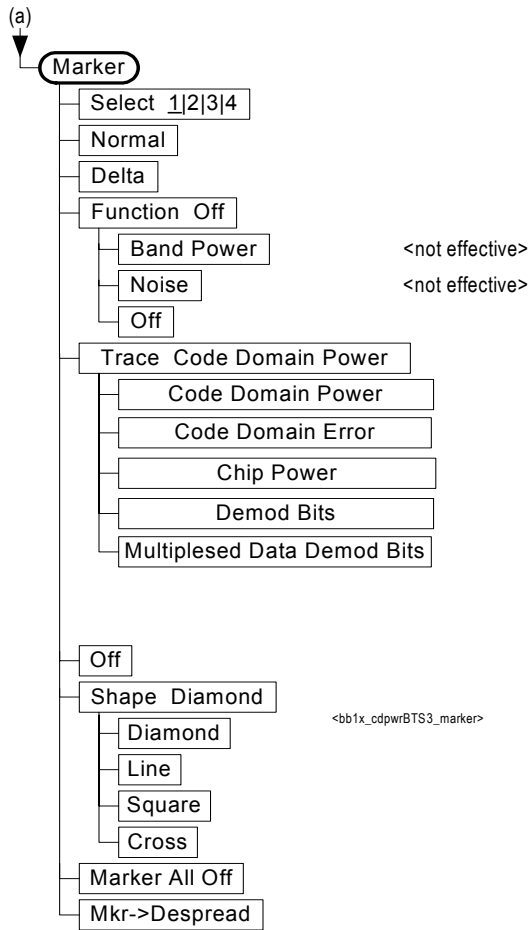 (a)
Marker
Select 1|2|3|4
Normal
Delta
Function Off
Band Power <not effective>
Noise <not effective>
Off
Trace Code Domain Power
Code Domain Power
Code Domain Error
Chip Power
Demod Bits
Multiplesed Data Demod Bits
Off
Shape Diamond
<bb1x_cdpwrBTS3_marker>
Diamond
Line
Square
Cross
Marker All Off
Mkr->Despread